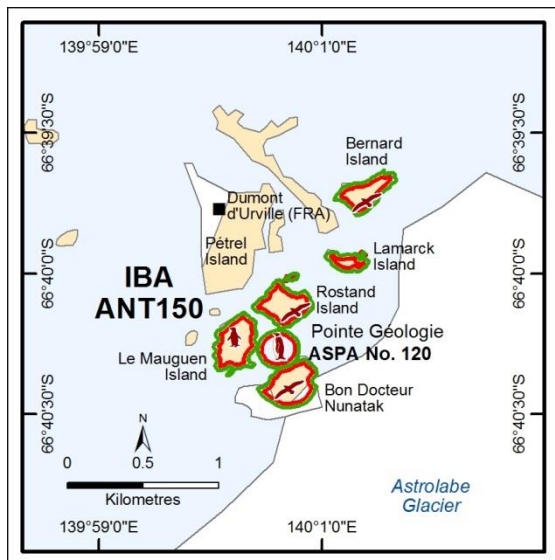 139°59'0"E
140°1'0"E
66°39'30"S
66°39'30"S
Bernard
Island
Dumont
d'Urville (FRA)
Pétrel
Island
Lamarck
Island
66°40'0"S
66°40'0"S
IBA
ANT150
Rostand
Island
Pointe Géologie
ASPA No. 120
Le Mauguen
Island
Bon Docteur
Nunatak
66°40'30"S
66°40'30"S
N
0 0.5 1
Kilometres
Astrolabe
Glacier
139°59'0"E
140°1'0"E